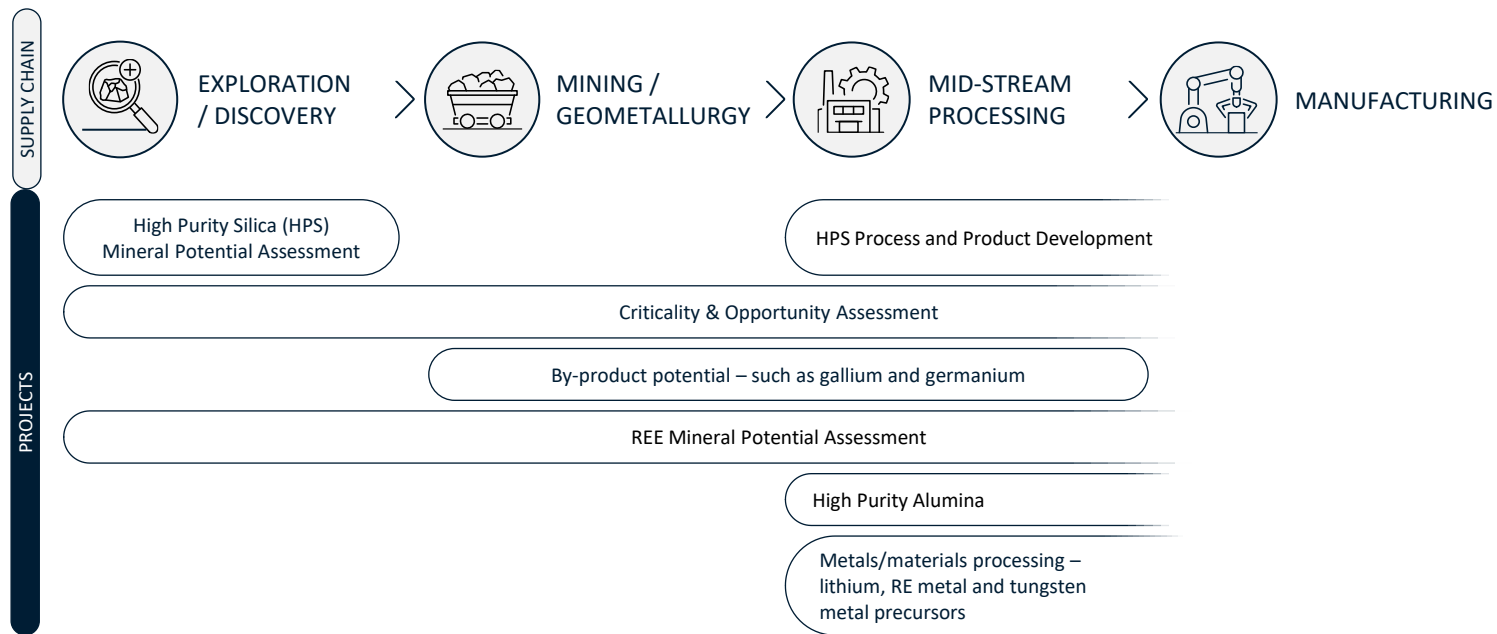 SUPPLY CHAIN
EXPLORATION
/ DISCOVERY
MINING /
GEOMETALLURGY
MID-STREAM
PROCESSING
MANUFACTURING
PROJECTS
High Purity Silica (HPS)
Mineral Potential Assessment
HPS Process and Product Development
Criticality & Opportunity Assessment
By-product potential – such as gallium and germanium
REE Mineral Potential Assessment
High Purity Alumina
Metals/materials processing –
lithium, RE metal and tungsten
metal precursors